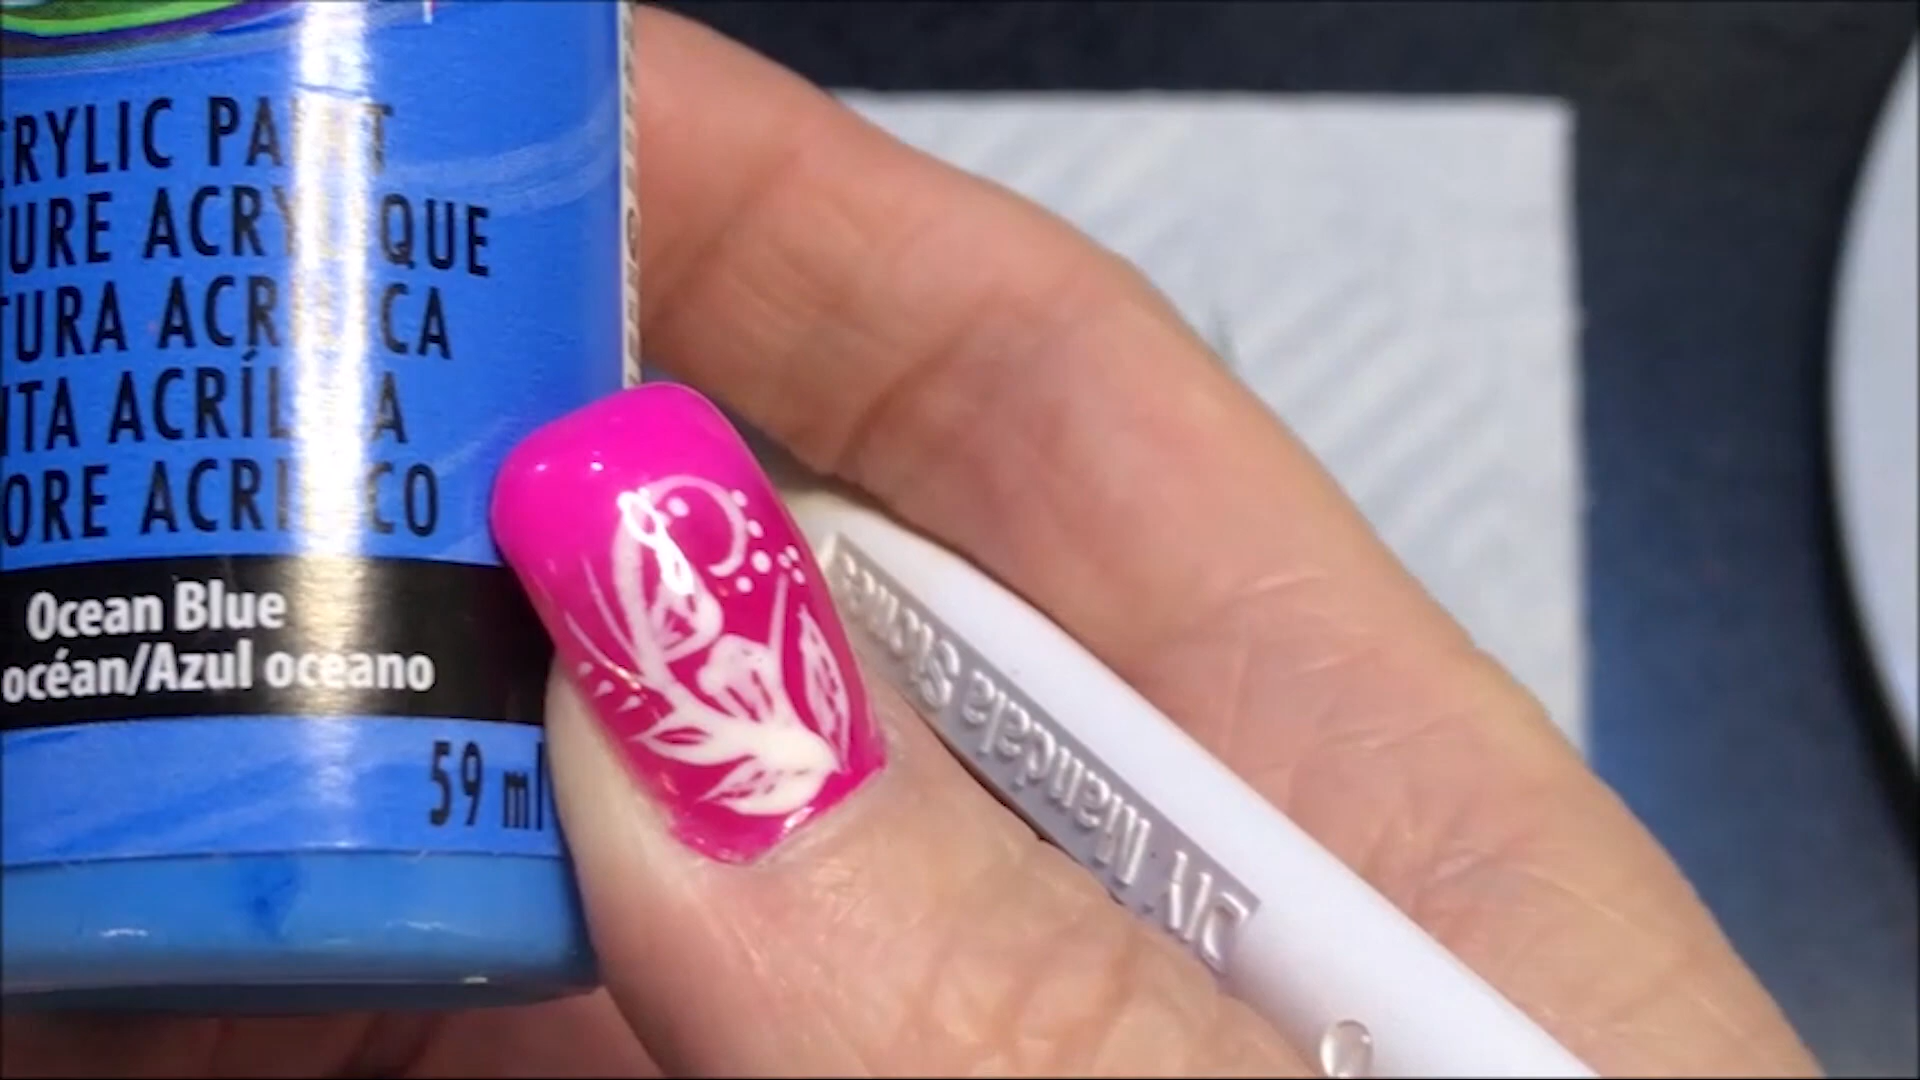 CRYLIC PAINT
TURE ACRYLIQUE
TURA ACRÍLICA
NTA ACRÍLICA
ORE ACRILICO
Ocean Blue
océan/Azul oceano
59 ml
DIY Mandala Stone